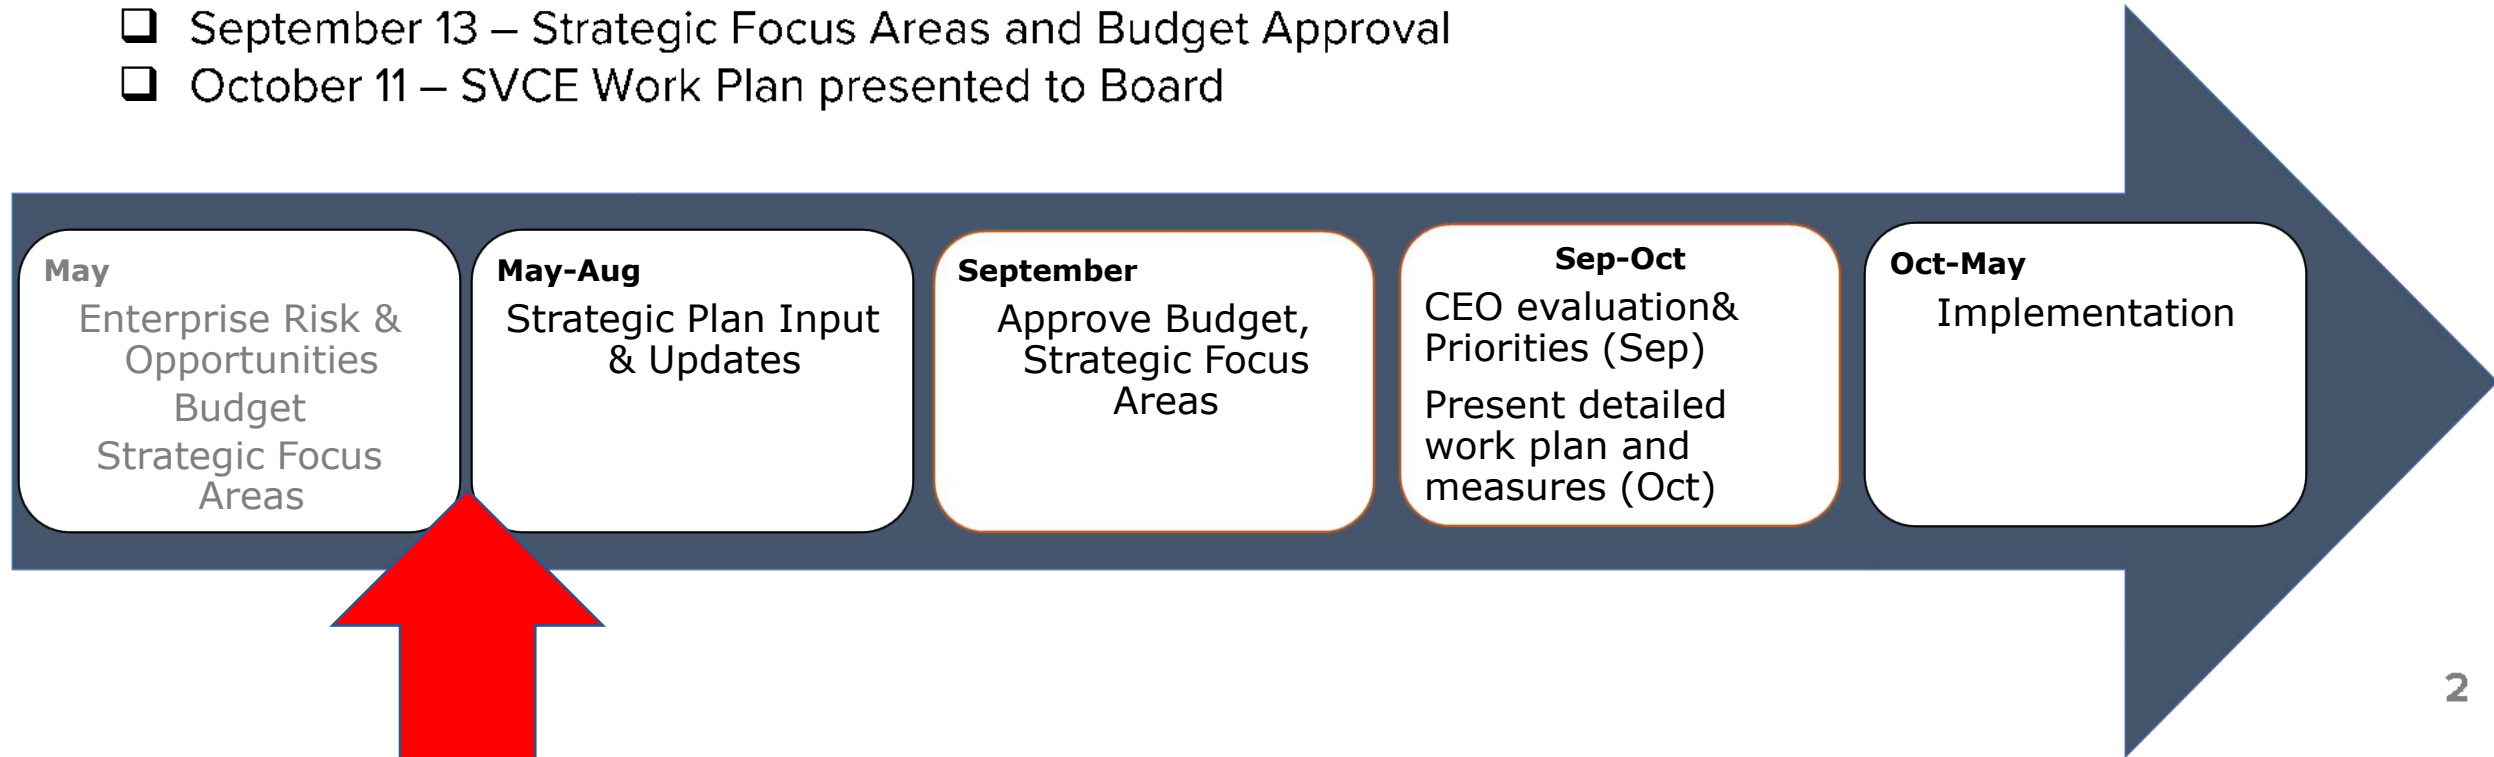 ❑ September 13 – Strategic Focus Areas and Budget Approval
❑ October 11 – SVCE Work Plan presented to Board
May
Enterprise Risk &
Opportunities
Budget
Strategic Focus
Areas
May-Aug
Strategic Plan Input
& Updates
September
Approve Budget,
Strategic Focus
Areas
Sep-Oct
CEO evaluation&
Priorities (Sep)
Present detailed
work plan and
measures (Oct)
Oct-May
Implementation
2